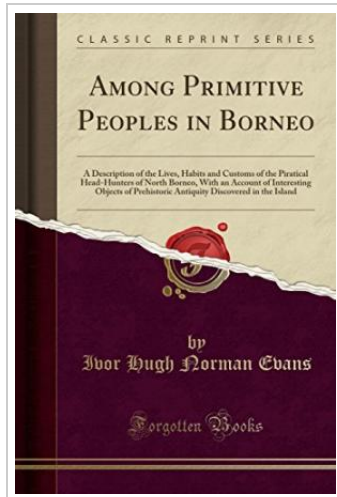 CLASSIC REPRINT SERIES
AMONG PRIMITIVE
PEOPLES IN BORNEO
A Description of the Lives, Habits and Customs of the Piratical
Head-Hunters of North Borneo, With an Account of Interesting
Objects of Prehistoric Antiquity Discovered in the Island
by
Ivor Hugh Norman Evans
Forgotten Books